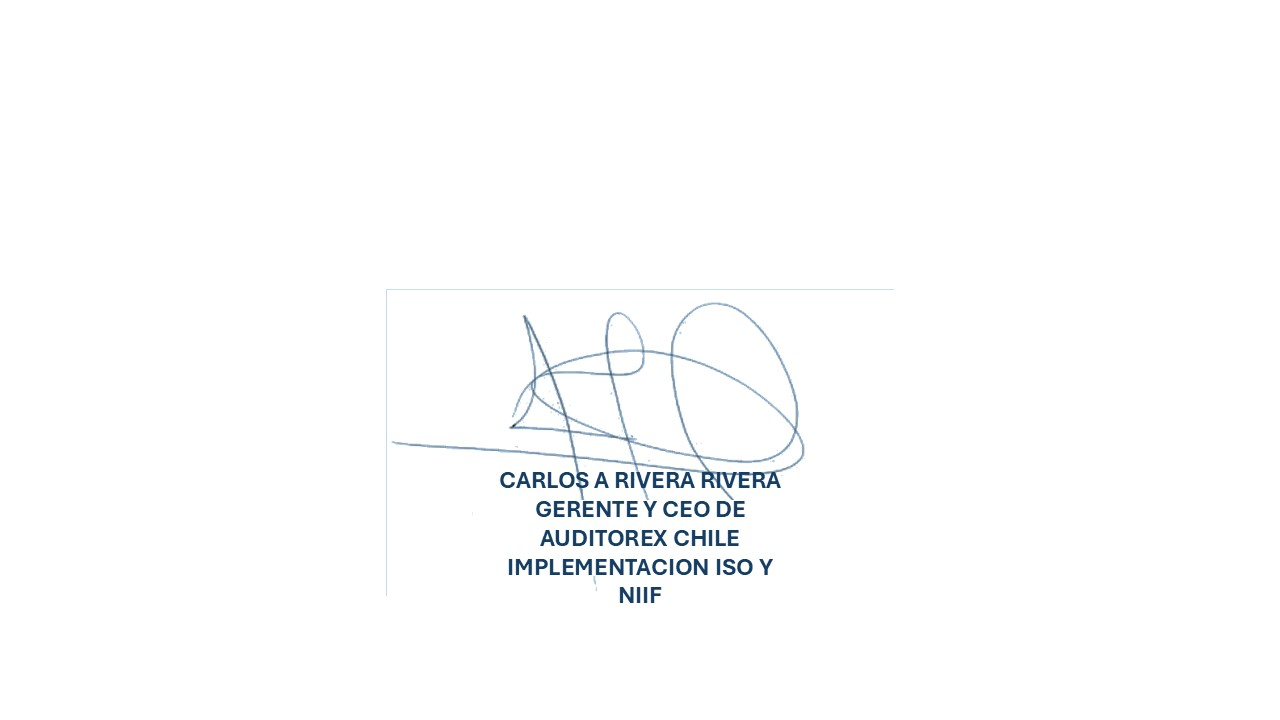 CARLOS A RIVERA RIVERA
GERENTE Y CEO DE
AUDITOREX CHILE
IMPLEMENTACION ISO Y
NIIF